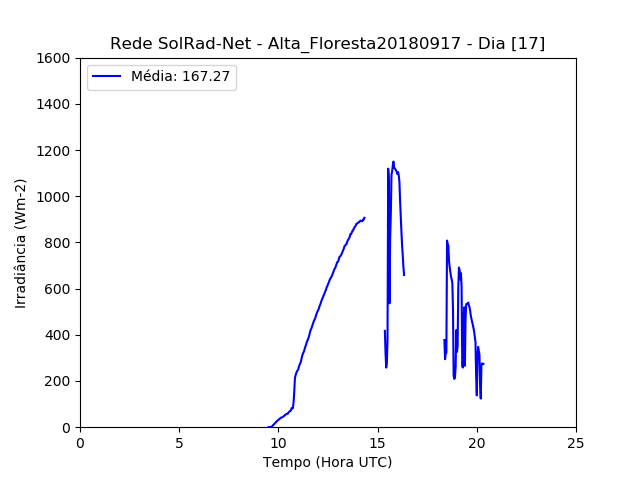 Rede SolRad-Net - Alta_Floresta20180917 - Dia [17]
Média: 167.27
1600
1400
1200
1000
800
600
400
200
0
Irradiância (Wm-2)
0 5 10 15 20 25
Tempo (Hora UTC)